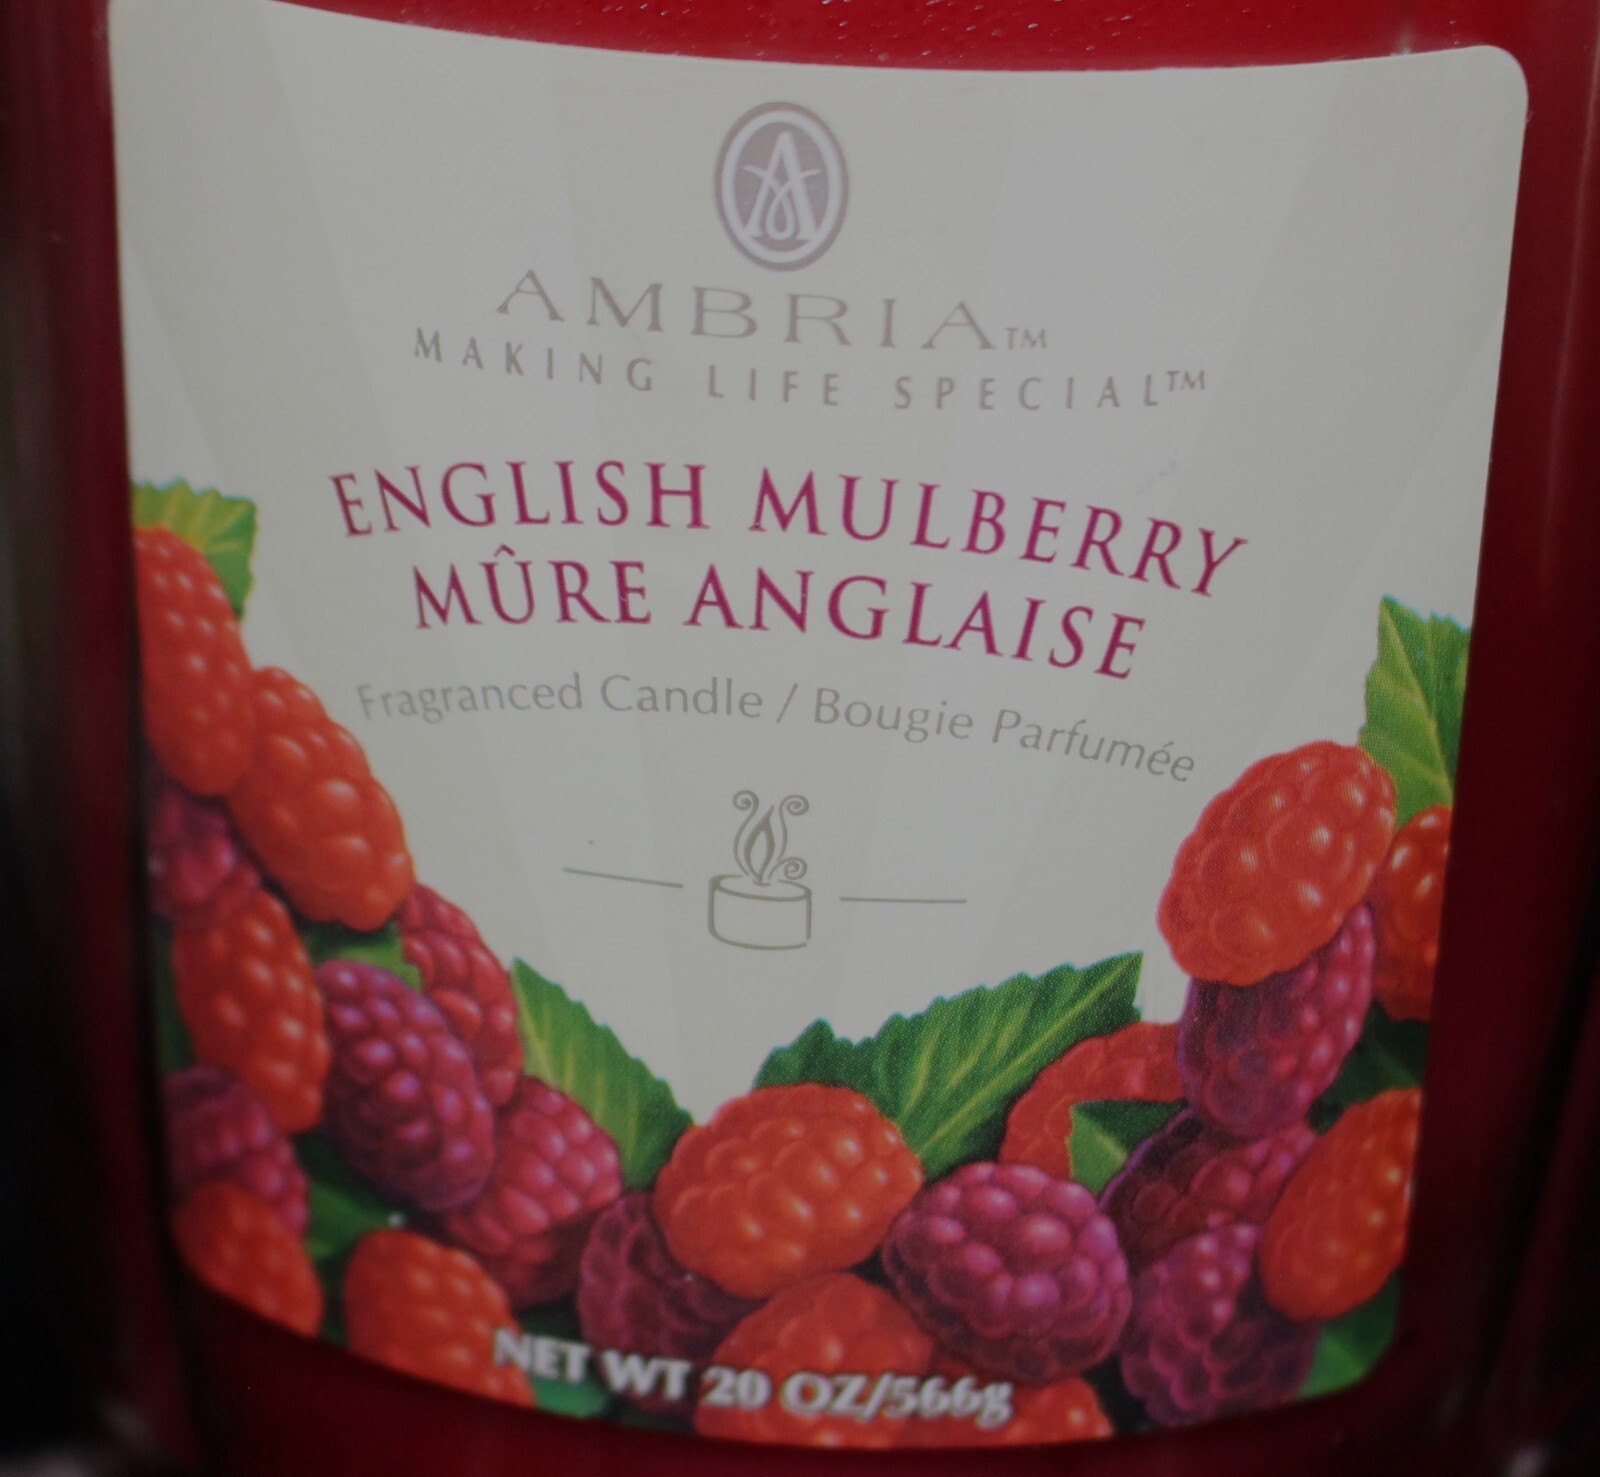 AMBRIA™
MAKING LIFE SPECIAL™
ENGLISH MULBERRY
MÛRE ANGLAISE
Fragranced Candle / Bougie Parfumée
NET WT 20 OZ/566g